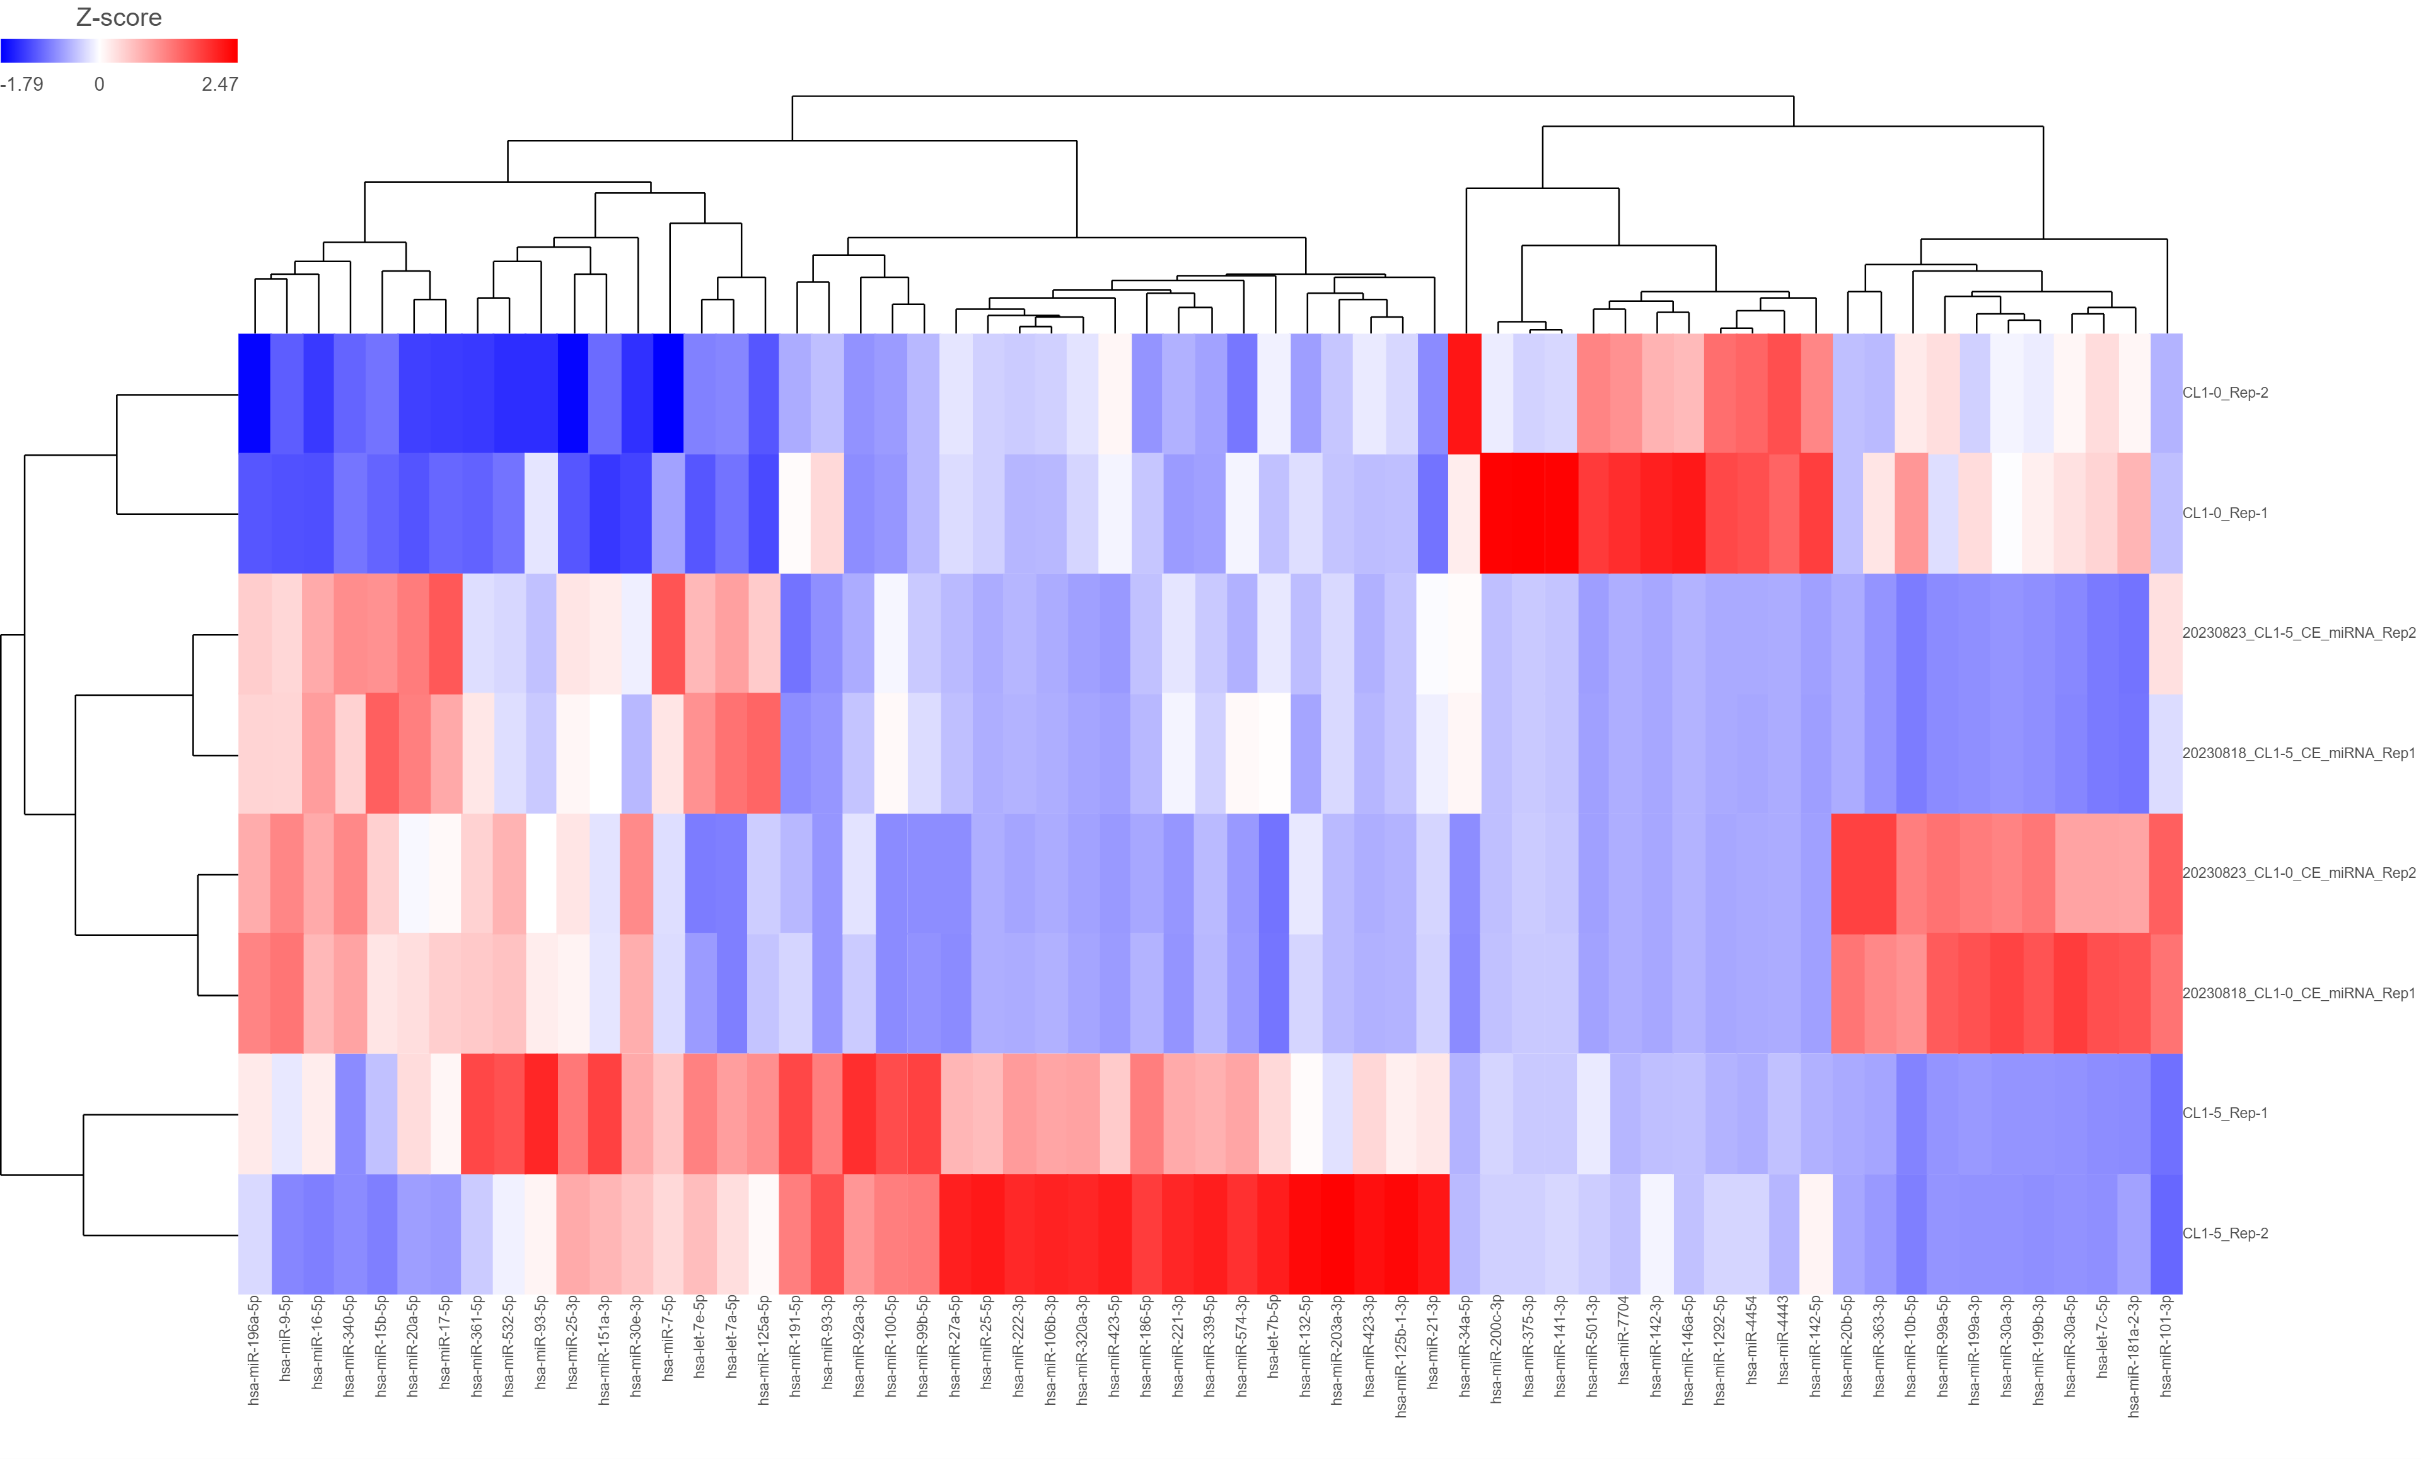 Z-score
-1.79 0 2.47
CL1-0_Rep-2
CL1-0_Rep-1
20230823_CL1-5_CE_miRNA_Rep2
20230818_CL1-5_CE_miRNA_Rep1
20230823_CL1-0_CE_miRNA_Rep2
20230818_CL1-0_CE_miRNA_Rep1
CL1-5_Rep-1
CL1-5_Rep-2
hsa-miR-196a-5p
hsa-miR-9-5p
hsa-miR-16-5p
hsa-miR-340-5p
hsa-miR-15b-5p
hsa-miR-20a-5p
hsa-miR-17-5p
hsa-miR-361-5p
hsa-miR-532-5p
hsa-miR-93-5p
hsa-miR-25-3p
hsa-miR-151a-3p
hsa-miR-30e-3p
hsa-miR-7-5p
hsa-let-7e-5p
hsa-let-7a-5p
hsa-miR-125a-5p
hsa-miR-191-5p
hsa-miR-93-3p
hsa-miR-92a-3p
hsa-miR-100-5p
hsa-miR-99b-5p
hsa-miR-27a-5p
hsa-miR-25-5p
hsa-miR-222-3p
hsa-miR-106b-3p
hsa-miR-320a-3p
hsa-miR-423-5p
hsa-miR-186-5p
hsa-miR-221-3p
hsa-miR-339-5p
hsa-miR-574-3p
hsa-let-7b-5p
hsa-miR-132-5p
hsa-miR-203a-3p
hsa-miR-423-3p
hsa-miR-125b-1-3p
hsa-miR-21-3p
hsa-miR-34a-5p
hsa-miR-200c-3p
hsa-miR-375-3p
hsa-miR-141-3p
hsa-miR-501-3p
hsa-miR-7704
hsa-miR-142-3p
hsa-miR-146a-5p
hsa-miR-1292-5p
hsa-miR-4454
hsa-miR-4443
hsa-miR-142-5p
hsa-miR-20b-5p
hsa-miR-363-3p
hsa-miR-10b-5p
hsa-miR-99a-5p
hsa-miR-199a-3p
hsa-miR-30a-3p
hsa-miR-199b-3p
hsa-miR-30a-5p
hsa-let-7c-5p
hsa-miR-181a-2-3p
hsa-miR-101-3p